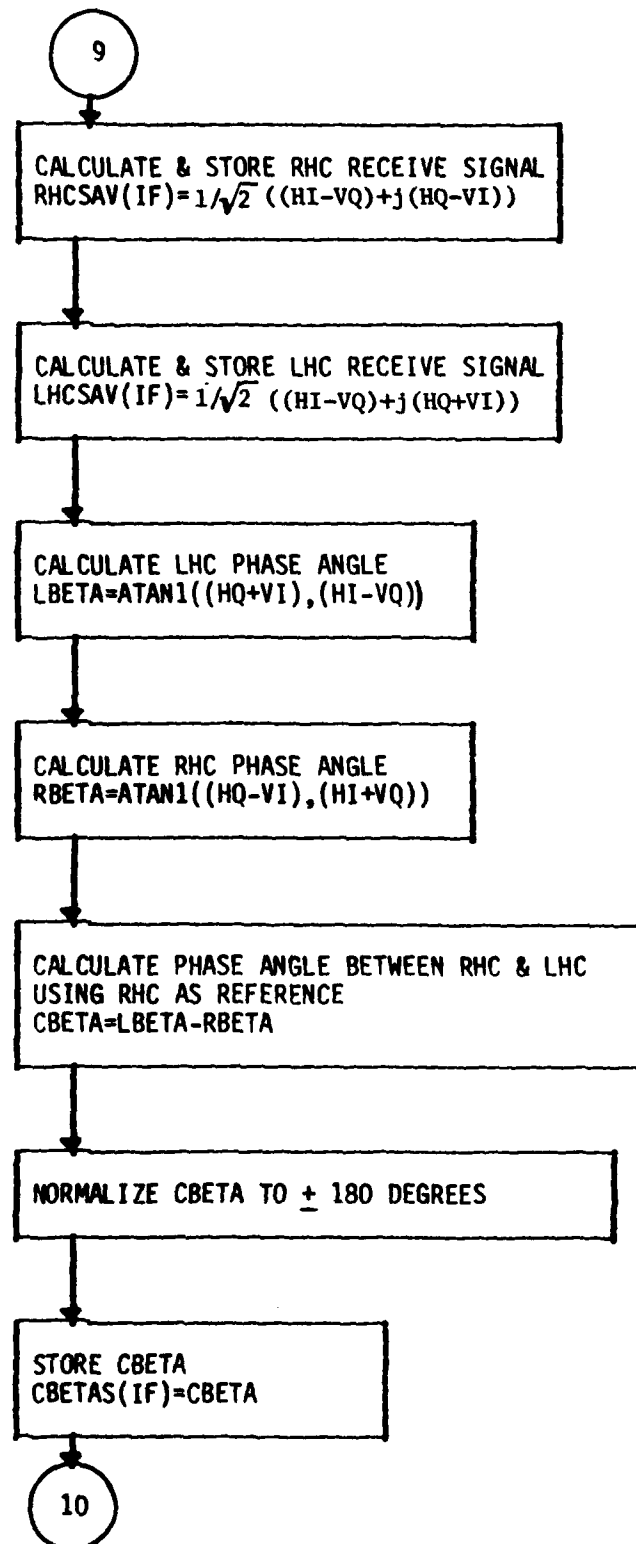 9
CALCULATE & STORE RHC RECEIVE SIGNAL
RHCSAV(IF)=1/√2 ((HI-VQ)+j(HQ-VI))
CALCULATE & STORE LHC RECEIVE SIGNAL
LHCSAV(IF)=1/√2 ((HI-VQ)+j(HQ+VI))
CALCULATE LHC PHASE ANGLE
LBETA=ATAN1((HQ+VI),(HI-VQ))
CALCULATE RHC PHASE ANGLE
RBETA=ATAN1((HQ-VI),(HI+VQ))
CALCULATE PHASE ANGLE BETWEEN RHC & LHC
USING RHC AS REFERENCE
CBETA=LBETA-RBETA
NORMALIZE CBETA TO ± 180 DEGREES
STORE CBETA
CBETAS(IF)=CBETA
10